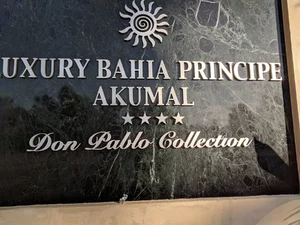 UXURY BAHIA PRINCIPE
AKUMAL
★★★★
Don Pablo Collection